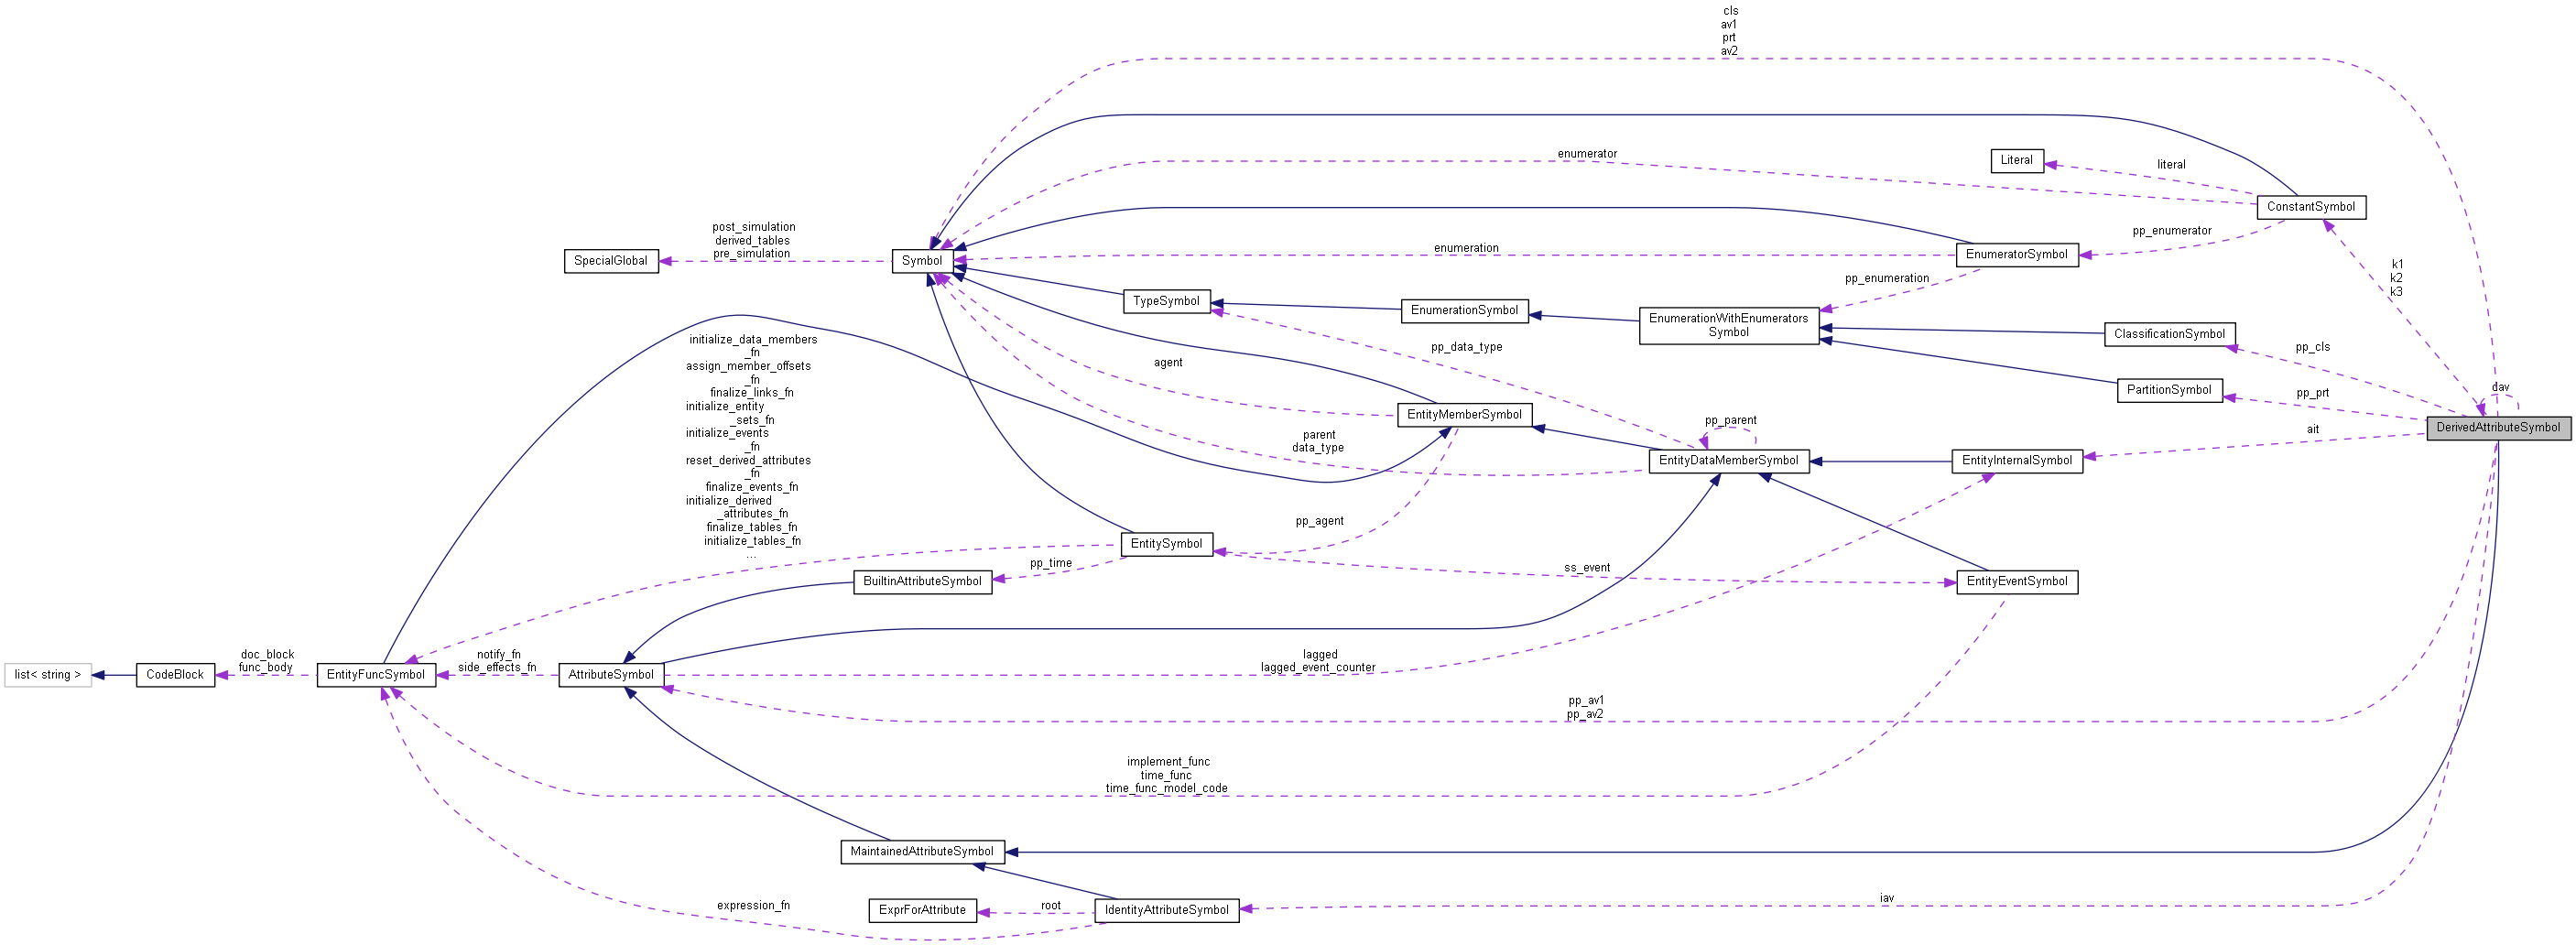 cls
av1
prt
av2
enumerator
Literal
literal
ConstantSymbol
post_simulation
derived_tables
pre_simulation
SpecialGlobal
Symbol
enumeration
pp_enumerator
EnumeratorSymbol
k1
k2
k3
pp_enumeration
TypeSymbol
EnumerationSymbol
EnumerationWithEnumerators
Symbol
ClassificationSymbol
pp_cls
initialize_data_members
_fn
assign_member_offsets
_fn
finalize_links_fn
initialize_entity
_sets_fn
initialize_events
_fn
reset_derived_attributes
_fn
finalize_events_fn
initialize_derived
_attributes_fn
finalize_tables_fn
initialize_tables_fn
...
agent
pp_data_type
PartitionSymbol
pp_prt
dav
EntityMemberSymbol
pp_parent
DerivedAttributeSymbol
parent
data_type
EntityDataMemberSymbol
EntityInternalSymbol
ait
pp_agent
EntitySymbol
pp_time
BuiltinAttributeSymbol
ss_event
EntityEventSymbol
list< string >
CodeBlock
doc_block
func_body
EntityFuncSymbol
notify_fn
side_effects_fn
AttributeSymbol
lagged
lagged_event_counter
pp_av1
pp_av2
implement_func
time_func
time_func_model_code
MaintainedAttributeSymbol
expression_fn
ExprForAttribute
root
IdentityAttributeSymbol
iav